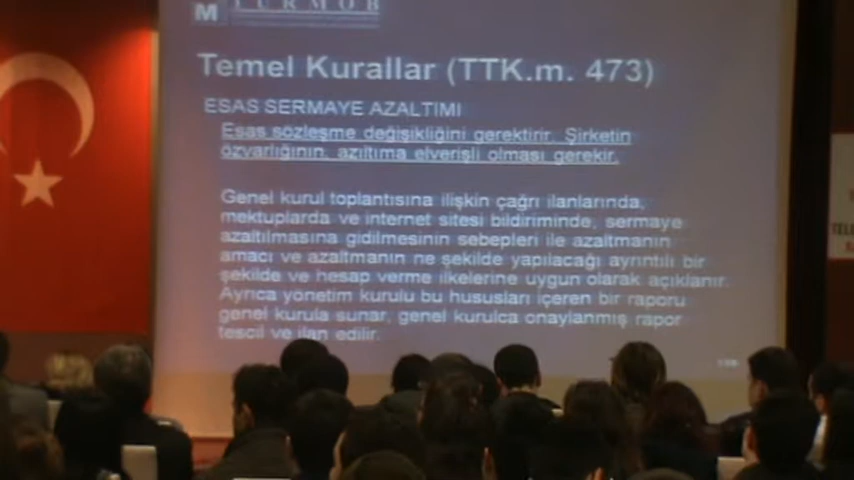 M TÜRMOB
Temel Kurallar (TTK.m. 473)
ESAS SERMAYE AZALTIMI
Esas sözleşme değişikliğini gerektirir. Şirketin
özvarlığının, azıltıma elverişli olması gerekir.
Genel kurul toplantısına ilişkin çağrı ilanlarında,
mektuplarda ve internet sitesi bildiriminde, sermaye
azaltılmasına gidilmesinin sebepleri ile azaltmanın
amacı ve azaltmanın ne şekilde yapılacağı ayrıntılı bir
şekilde ve hesap verme ilkelerine uygun olarak açıklanır.
Ayrıca yönetim kurulu bu hususları içeren bir raporu
genel kurula sunar, genel kurulca onaylanmış rapor
tescil ve ilan edilir.